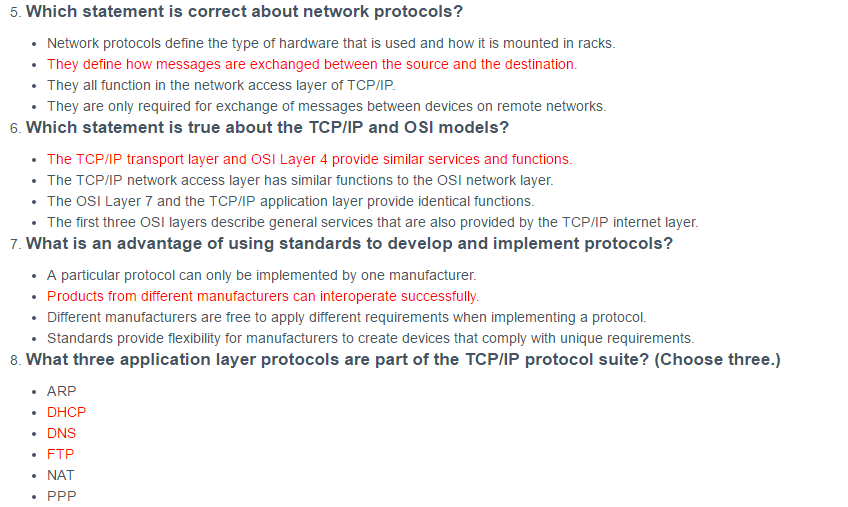 5. Which statement is correct about network protocols?
• Network protocols define the type of hardware that is used and how it is mounted in racks.
• They define how messages are exchanged between the source and the destination.
• They all function in the network access layer of TCP/IP.
• They are only required for exchange of messages between devices on remote networks.
6. Which statement is true about the TCP/IP and OSI models?
• The TCP/IP transport layer and OSI Layer 4 provide similar services and functions.
• The TCP/IP network access layer has similar functions to the OSI network layer.
• The OSI Layer 7 and the TCP/IP application layer provide identical functions.
• The first three OSI layers describe general services that are also provided by the TCP/IP internet layer.
7. What is an advantage of using standards to develop and implement protocols?
• A particular protocol can only be implemented by one manufacturer.
• Products from different manufacturers can interoperate successfully.
• Different manufacturers are free to apply different requirements when implementing a protocol.
• Standards provide flexibility for manufacturers to create devices that comply with unique requirements.
8. What three application layer protocols are part of the TCP/IP protocol suite? (Choose three.)
• ARP
• DHCP
• DNS
• FTP
• NAT
• PPP